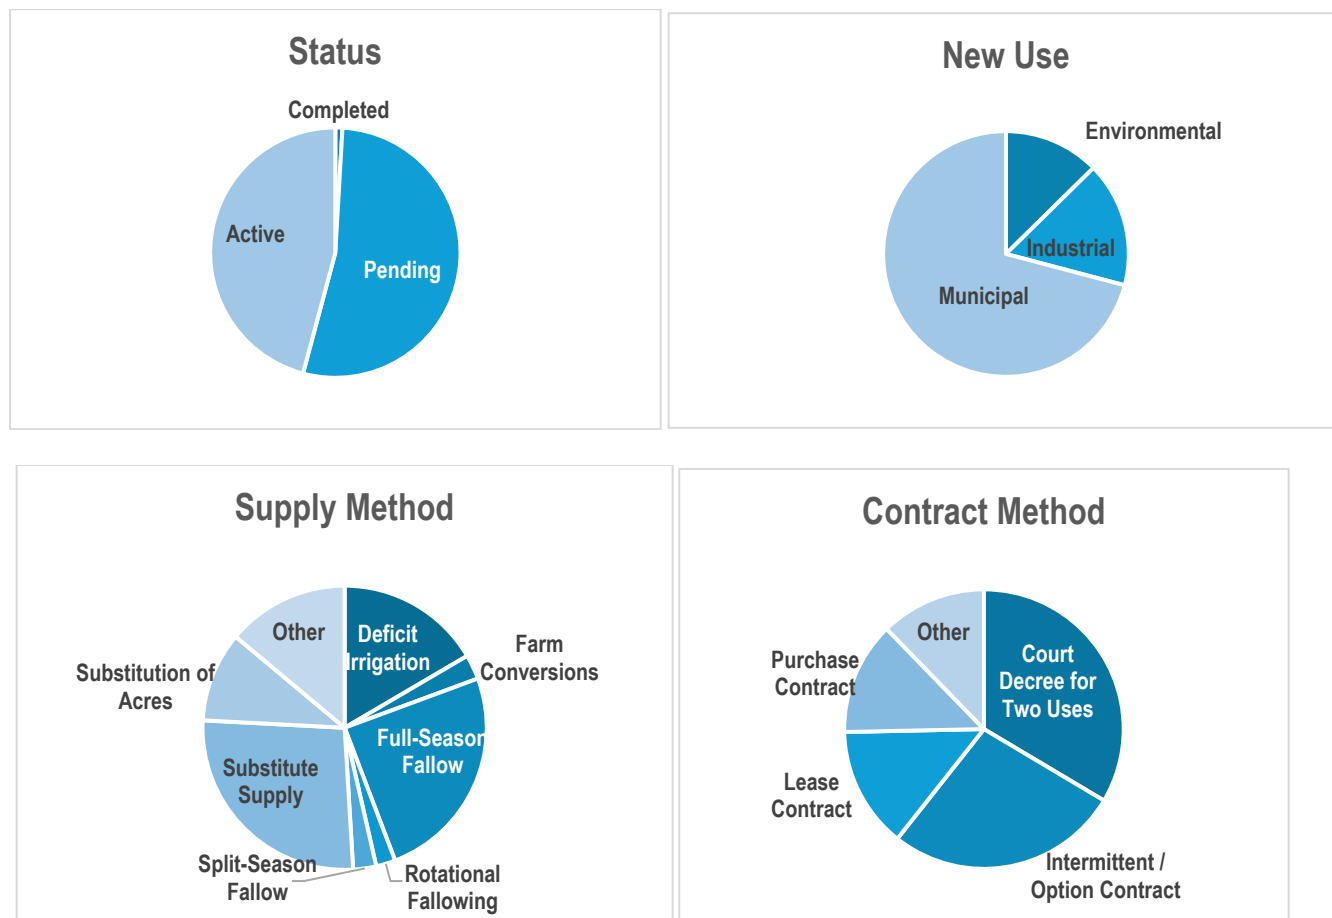 Status
Completed
Active
Pending
New Use
Environmental
Industrial
Municipal
Supply Method
Other
Deficit
Irrigation
Farm
Conversions
Substitution of
Acres
Full-Season
Fallow
Substitute
Supply
Split-Season
Fallow
Rotational
Fallowing
Contract Method
Other
Court
Decree for
Two Uses
Purchase
Contract
Lease
Contract
Intermittent /
Option Contract